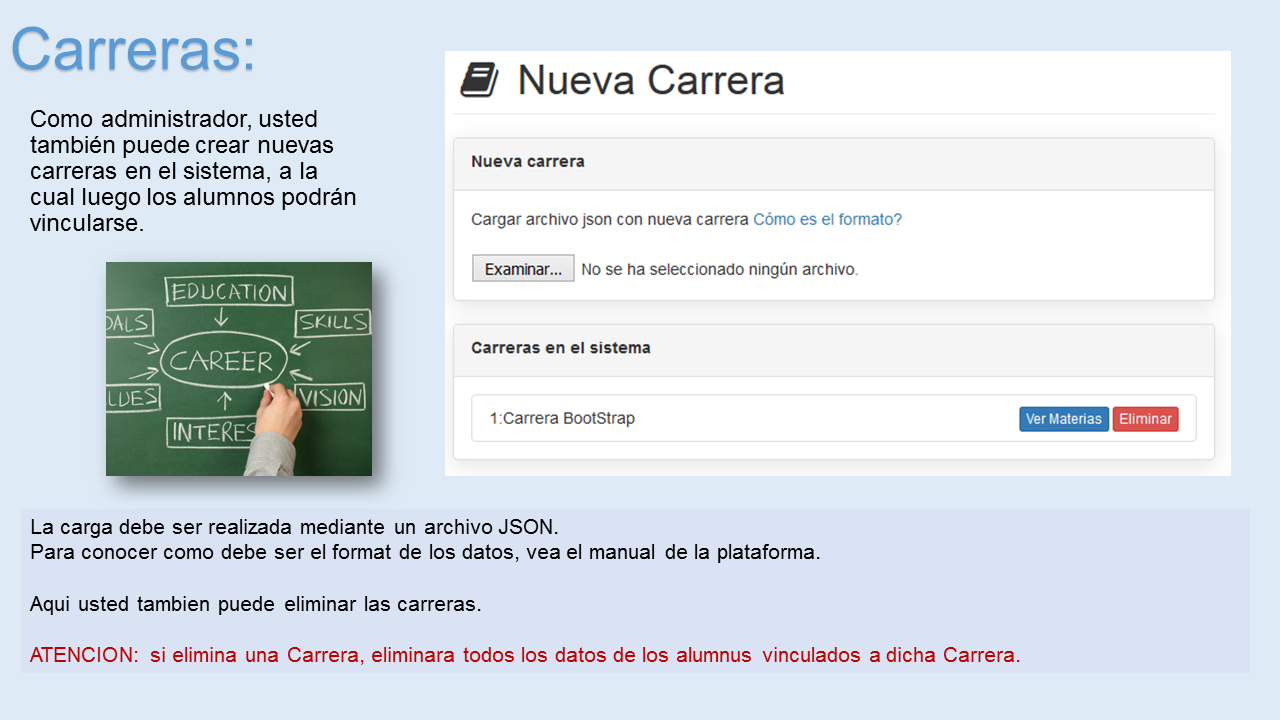 Carreras:
Como administrador, usted
también puede crear nuevas
carreras en el sistema, a la
cual luego los alumnos podrán
vincularse.
EDUCATION
ALS
SKILLS
CAREER
LUES
VISION
INTERES
Nueva Carrera
Nueva carrera
Cargar archivo json con nueva carrera Cómo es el formato?
Examinar... No se ha seleccionado ningún archivo.
Carreras en el sistema
1:Carrera BootStrap Ver Materias Eliminar
La carga debe ser realizada mediante un archivo JSON.
Para conocer como debe ser el format de los datos, vea el manual de la plataforma.
Aqui usted tambien puede eliminar las carreras.
ATENCION: si elimina una Carrera, eliminara todos los datos de los alumnus vinculados a dicha Carrera.